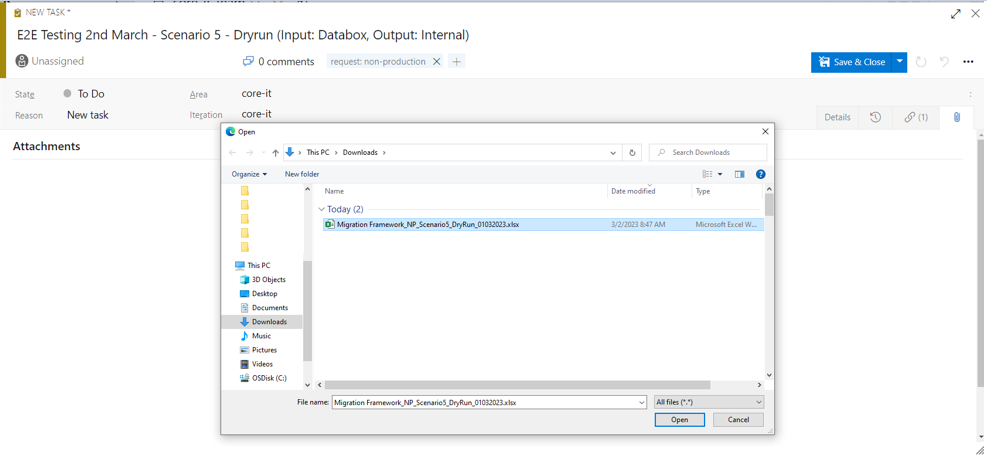 NEW TASK *
E2E Testing 2nd March - Scenario 5 - Dryrun (Input: Databox, Output: Internal)
Unassigned
0 comments
request: non-production
Save & Close
State
To Do
Area
core-it
Reason
New task
Iteration
core-it
Details
(1)
Attachments
Open
This PC > Downloads >
Search Downloads
Organize
New folder
Name
Date modified
Type
Today (2)
Migration Framework_NP_Scenario5_DryRun_01032023.xlsx
3/2/2023 8:47 AM
Microsoft Excel W...
This PC
3D Objects
Desktop
Documents
Downloads
Music
Pictures
Videos
OSDisk (C:)
File name:
Migration Framework_NP_Scenario5_DryRun_01032023.xlsx
All files (*.*)
Open
Cancel